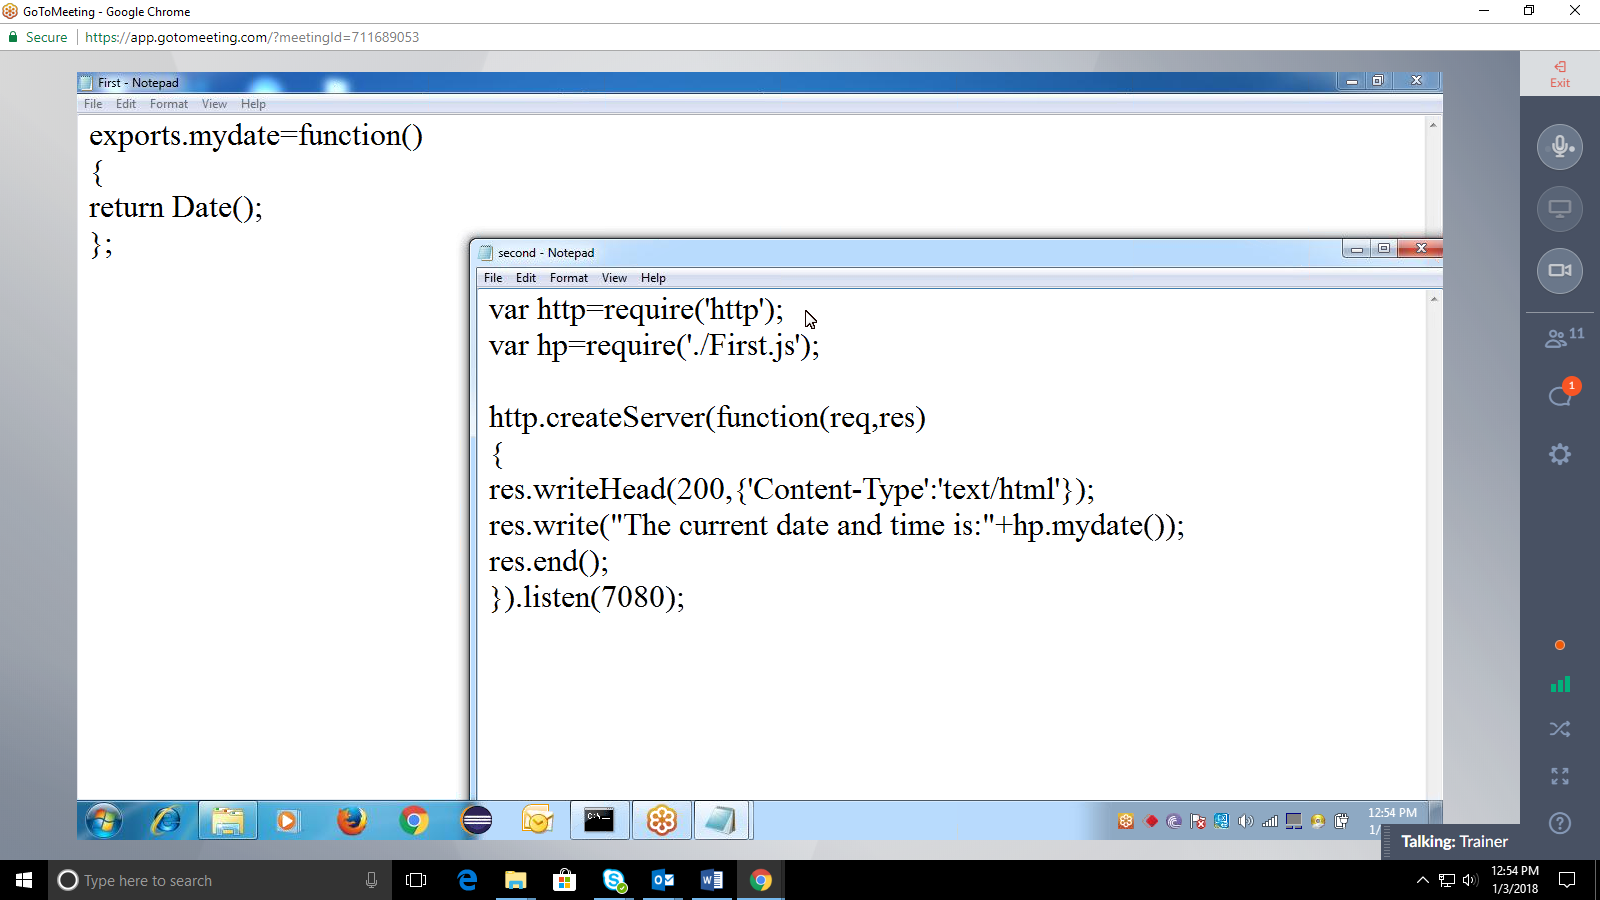 GoToMeeting - Google Chrome
Secure https://app.gotomeeting.com/?meetingId=711689053
Exit
First - Notepad
File Edit Format View Help
exports.mydate=function()
{
return Date();
};
second - Notepad
File Edit Format View Help
var http=require('http');
var hp=require('./First.js');
http.createServer(function(req,res)
{
res.writeHead(200,{'Content-Type':'text/html'});
res.write("The current date and time is:"+hp.mydate());
res.end();
}).listen(7080);
11
1
C:\_
12:54 PM
1/
Talking: Trainer
Type here to search
12:54 PM
1/3/2018